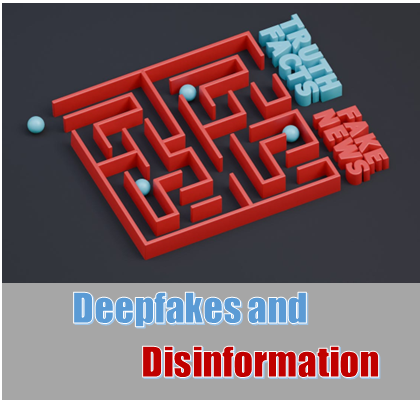 TRUTH
FACTS
FAKE
NEWS
Deepfakes and
Disinformation